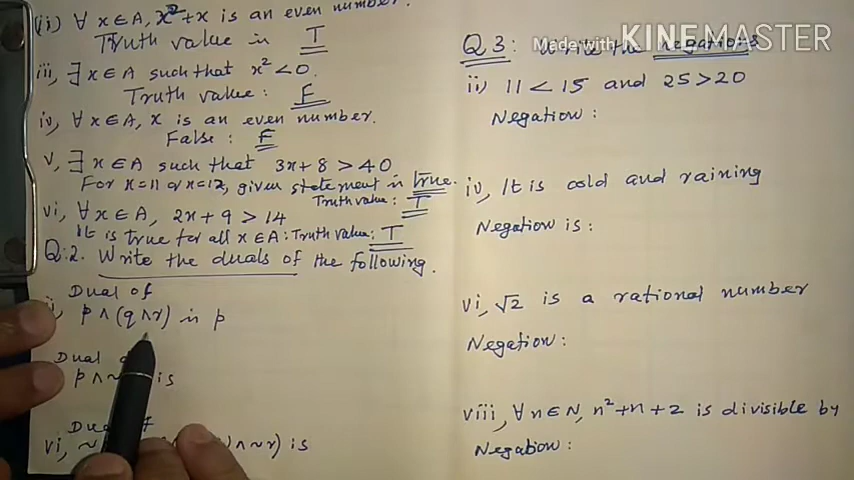 (ii) ∀ x∈A, x²+x is an even number.
Truth value in T
iii, ∃ x∈A such that x²<0.
Truth value: F
iv, ∀ x∈A, x is an even number.
False: F
v, ∃ x∈A such that 3x+8 > 40
For x=11 or x=12, given statement is true.
Truth value: T
vi, ∀ x∈A, 2x+9 > 14
It is true for all x∈A: Truth value: T
Q:2. Write the duals of the following.
Dual of
i, p∧(q∧r) is p
Dual
p∧~ is
Dual of
vi, ~ ∧~r) is
Made with KINEMASTER
Q 3: Write the negations
ii) 11 < 15 and 25>20
Negation:
iv, It is cold and raining
Negation is:
vi, √2 is a rational number
Negation:
viii, ∀n∈N, n²+n+2 is divisible by
Negation: